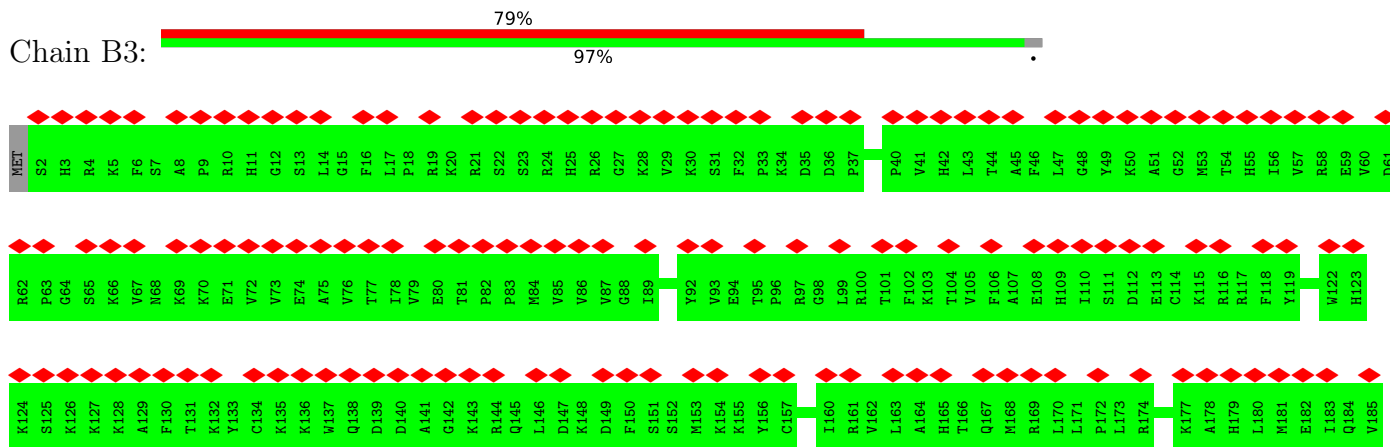 79%
Chain B3:
97%
.
MET S2 H3 R4 K5 F6 S7 A8 P9 R10 H11 G12 S13 L14 G15 F16 L17 P18 R19 K20 R21 S22 S23 R24 H25 R26 G27 K28 V29 K30 S31 F32 P33 K34 D35 D36 P37 P40 V41 H42 L43 T44 A45 F46 L47 G48 Y49 K50 A51 G52 M53 T54 H55 I56 V57 R58 E59 V60 D61
R62 P63 G64 S65 K66 V67 N68 K69 K70 E71 V72 V73 E74 A75 V76 T77 I78 V79 E80 T81 P82 P83 M84 V85 V86 V87 G88 I89 Y92 V93 E94 T95 P96 R97 G98 L99 R100 T101 F102 K103 T104 V105 F106 A107 E108 H109 I110 S111 D112 E113 C114 K115 R116 R117 F118 Y119 W122 H123
K124 S125 K126 K127 K128 A129 F130 T131 K132 Y133 C134 K135 K136 W137 Q138 D139 D140 A141 G142 K143 R144 Q145 L146 D147 K148 D149 F150 S151 S152 M153 K154 K155 Y156 C157 I160 R161 V162 L163 A164 H165 T166 Q167 M168 R169 L170 L171 P172 L173 R174 K177 A178 H179 L180 M181 E182 I183 Q184 V185